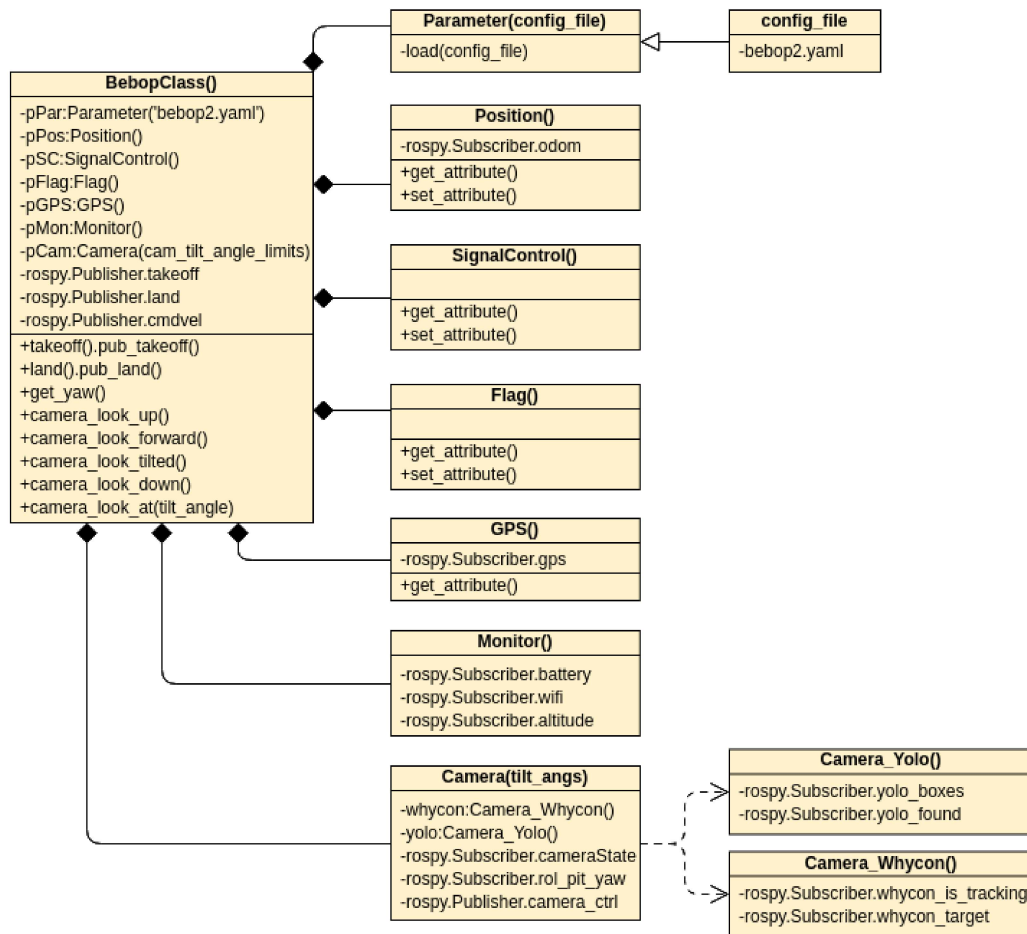 BebopClass()
-pPar:Parameter('bebop2.yaml')
-pPos:Position()
-pSC:SignalControl()
-pFlag:Flag()
-pGPS:GPS()
-pMon:Monitor()
-pCam:Camera(cam_tilt_angle_limits)
-rospy.Publisher.takeoff
-rospy.Publisher.land
-rospy.Publisher.cmdvel
+takeoff().pub_takeoff()
+land().pub_land()
+get_yaw()
+camera_look_up()
+camera_look_forward()
+camera_look_tilted()
+camera_look_down()
+camera_look_at(tilt_angle)
Parameter(config_file)
-load(config_file)
config_file
-bebop2.yaml
Position()
-rospy.Subscriber.odom
+get_attribute()
+set_attribute()
SignalControl()
+get_attribute()
+set_attribute()
Flag()
+get_attribute()
+set_attribute()
GPS()
-rospy.Subscriber.gps
+get_attribute()
Monitor()
-rospy.Subscriber.battery
-rospy.Subscriber.wifi
-rospy.Subscriber.altitude
Camera(tilt_angs)
-whycon:Camera_Whycon()
-yolo:Camera_Yolo()
-rospy.Subscriber.cameraState
-rospy.Subscriber.rol_pit_yaw
-rospy.Publisher.camera_ctrl
Camera_Yolo()
-rospy.Subscriber.yolo_boxes
-rospy.Subscriber.yolo_found
Camera_Whycon()
-rospy.Subscriber.whycon_is_tracking
-rospy.Subscriber.whycon_target